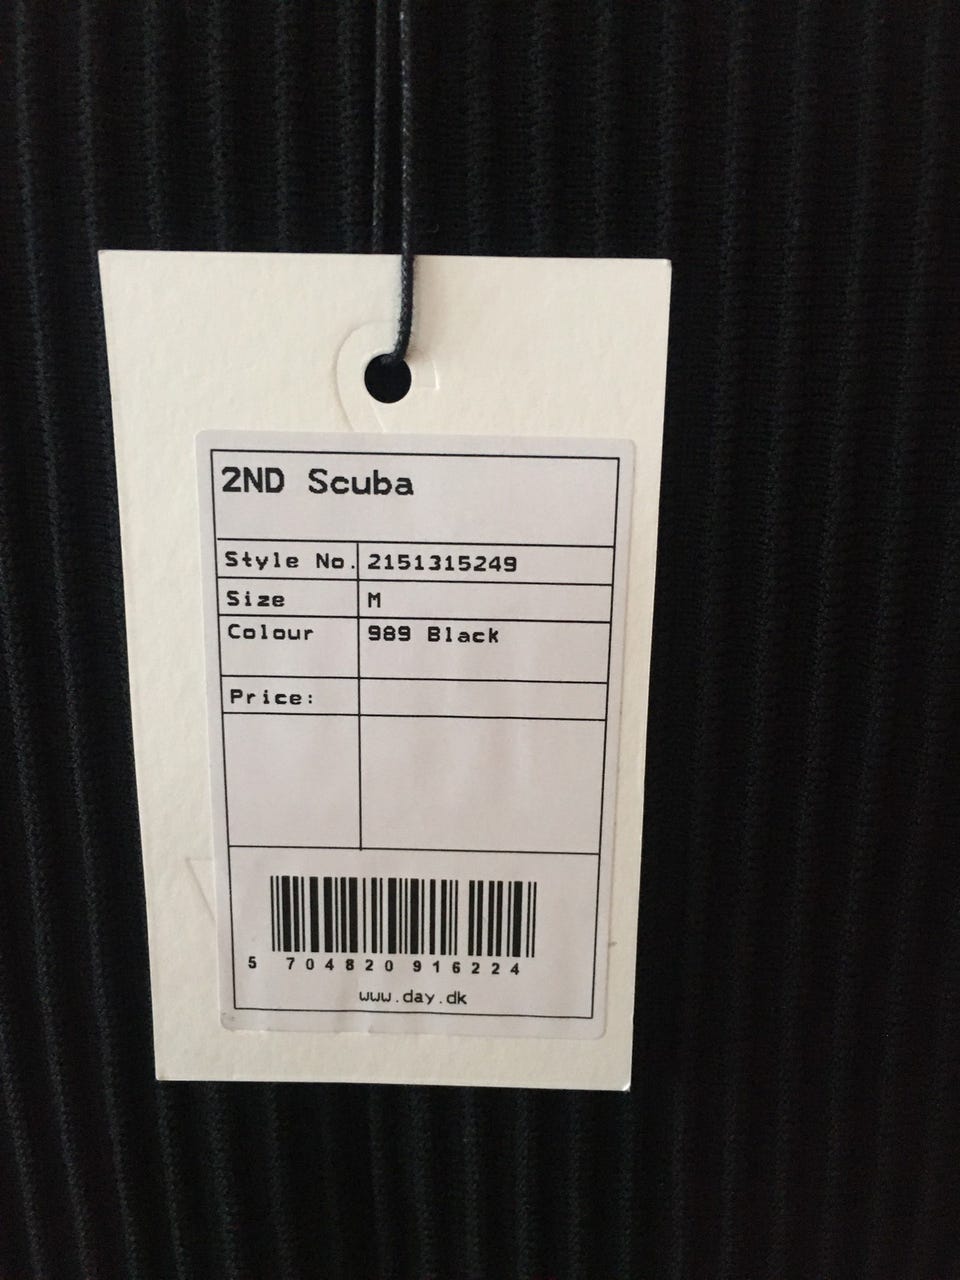 2ND Scuba
Style No. 2151315249
Size M
Colour 989 Black
Price:
5 704820 916224
www.day.dk